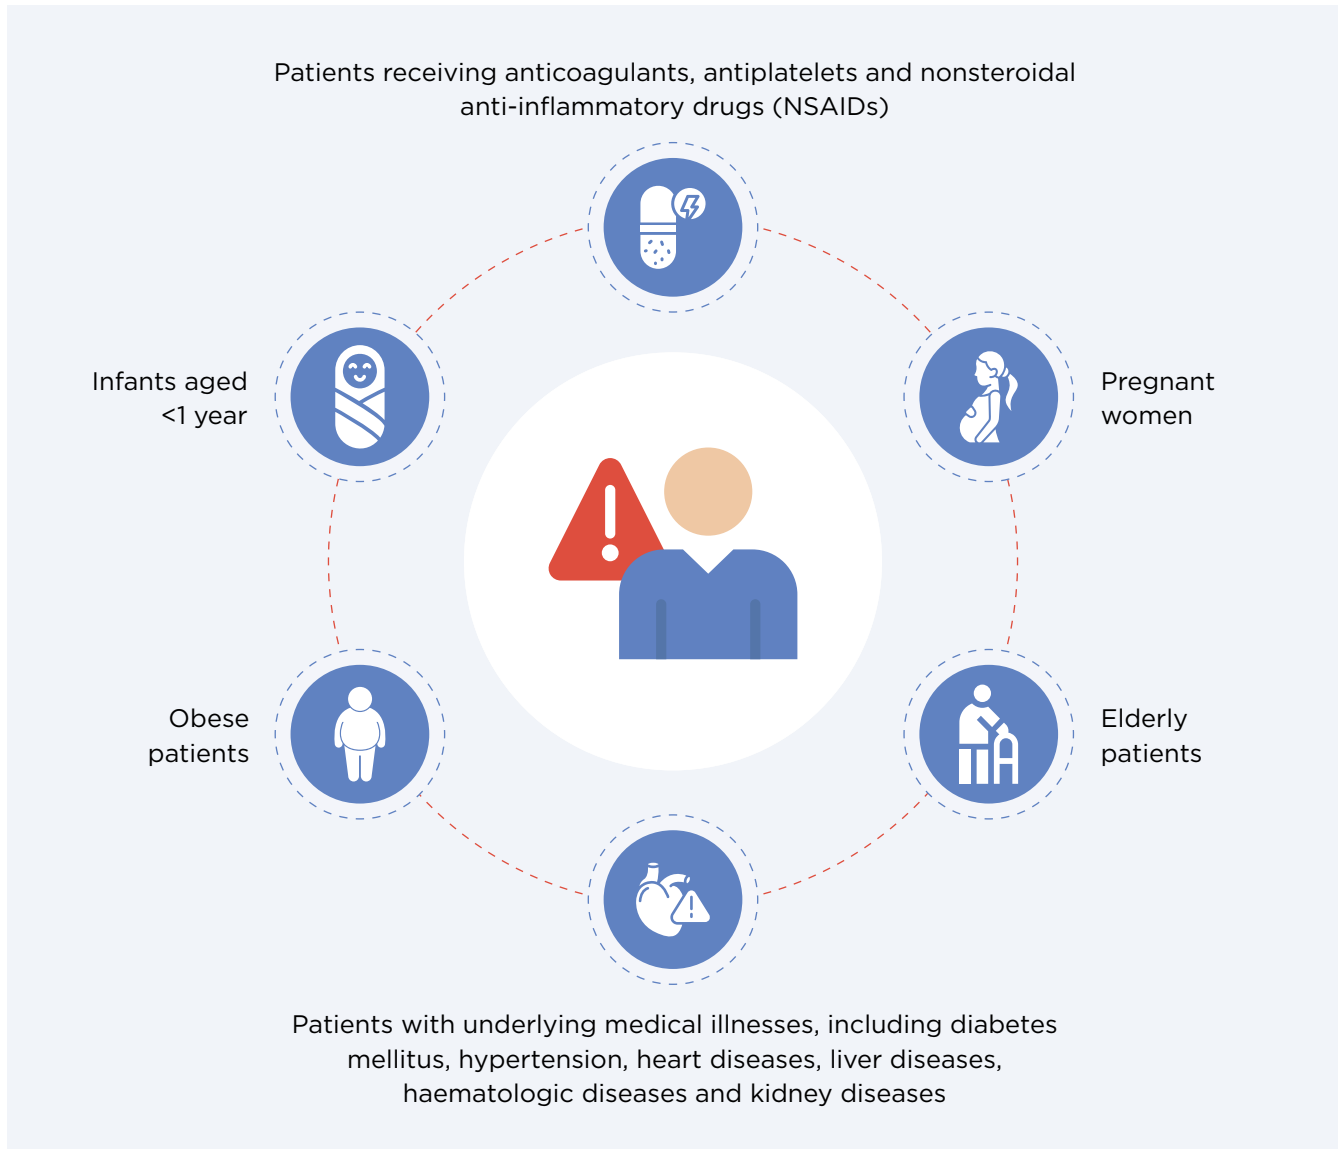 Patients receiving anticoagulants, antiplatelets and nonsteroidal
anti-inflammatory drugs (NSAIDs)
Infants aged
<1 year
Pregnant
women
Obese
patients
Elderly
patients
Patients with underlying medical illnesses, including diabetes
mellitus, hypertension, heart diseases, liver diseases,
haematologic diseases and kidney diseases